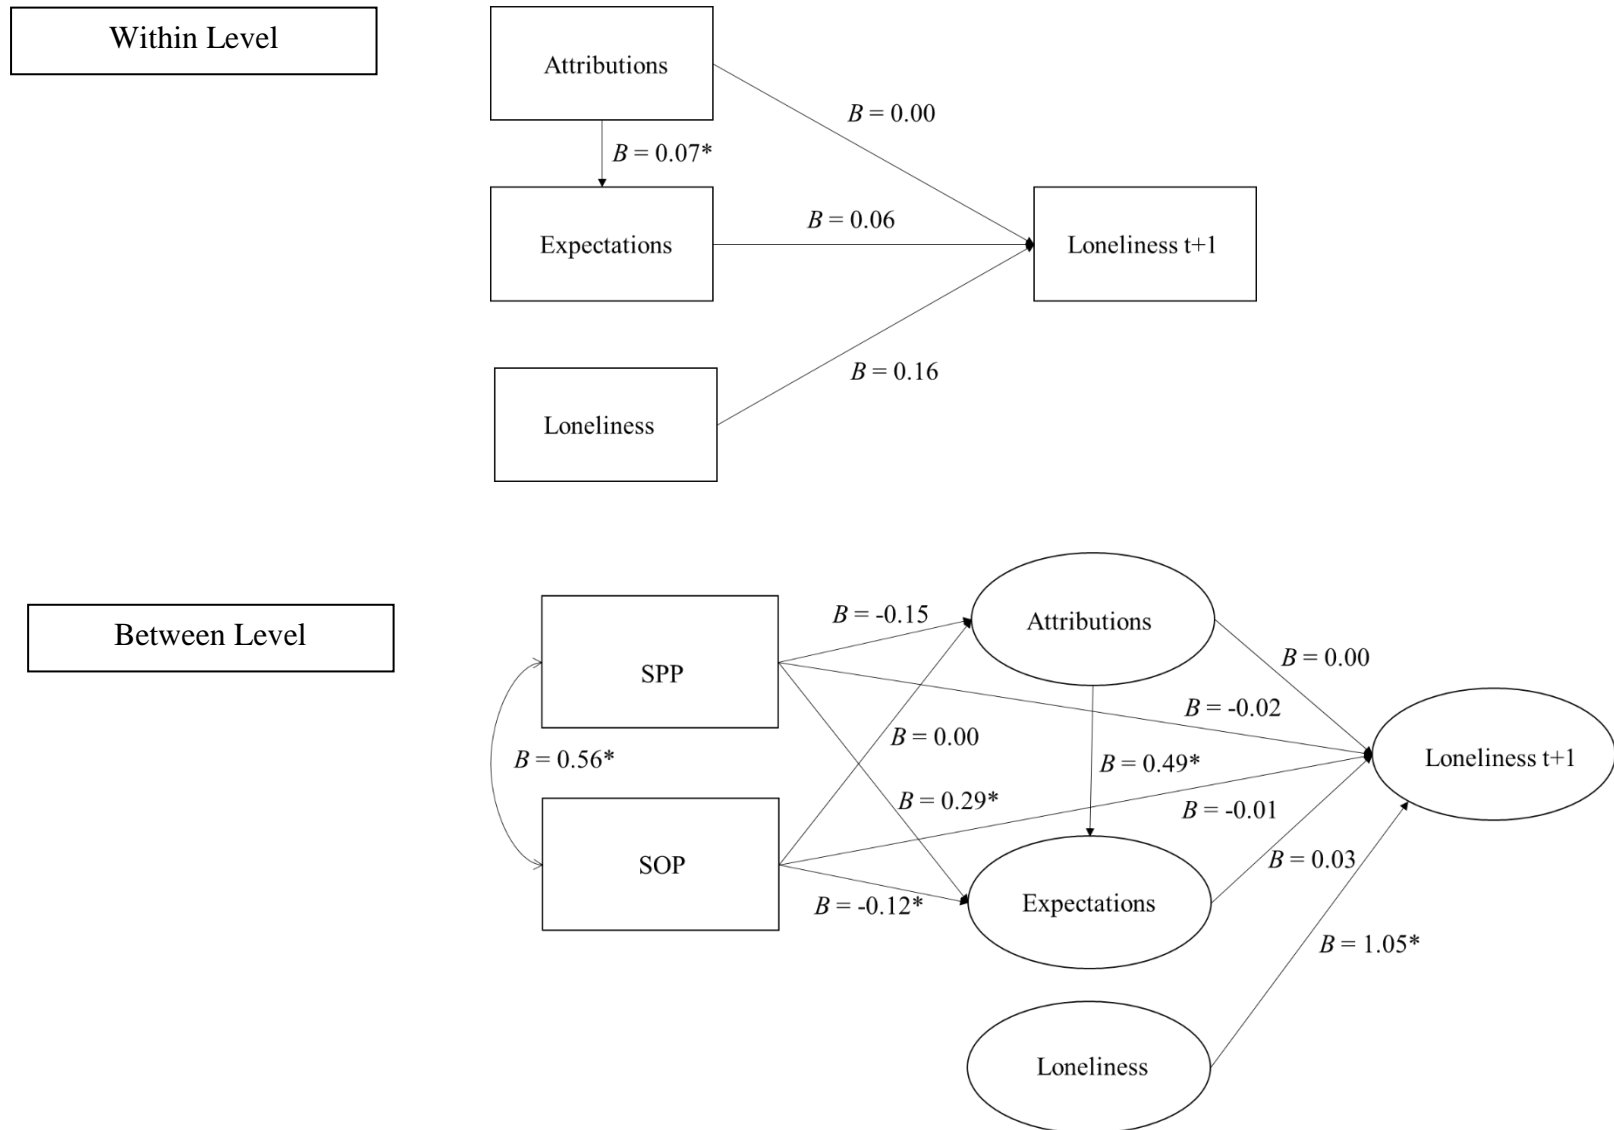 Within Level
Attributions
B = 0.00
B = 0.07*
B = 0.06
Expectations
Loneliness t+1
B = 0.16
Loneliness
Between Level
SPP
B = -0.15
Attributions
B = 0.00
B = -0.02
B = 0.00
B = 0.56*
B = 0.49*
Loneliness t+1
B = 0.29*
B = -0.01
SOP
B = 0.03
B = -0.12*
Expectations
B = 1.05*
Loneliness